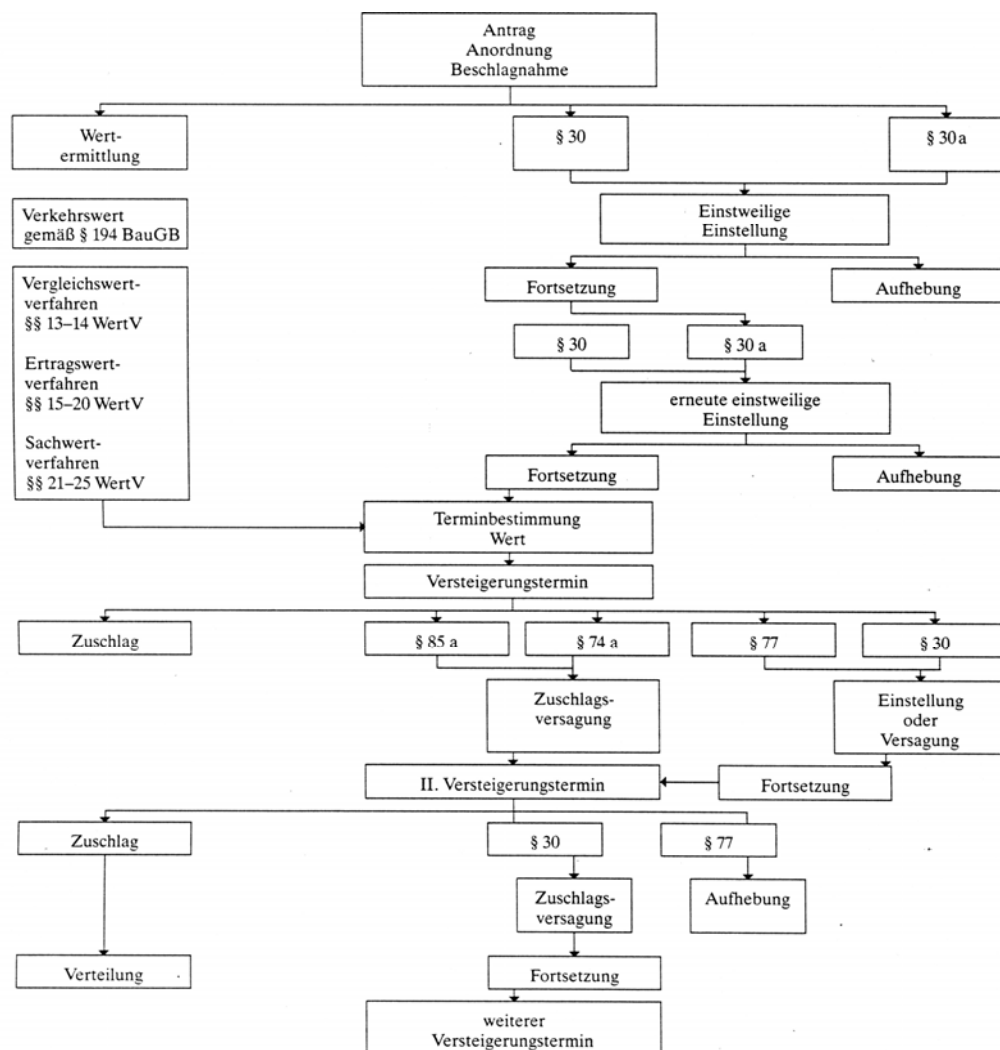 Antrag
Anordnung
Beschlagnahme
Wert-
ermittlung
§ 30
§ 30 a
Verkehrswert
gemäß § 194 BauGB
Einstweilige
Einstellung
Vergleichswert-
verfahren
§§ 13–14 WertV
Ertragswert-
verfahren
§§ 15–20 WertV
Sachwert-
verfahren
§§ 21–25 WertV
Fortsetzung
Aufhebung
§ 30
§ 30 a
erneute einstweilige
Einstellung
Fortsetzung
Aufhebung
Terminbestimmung
Wert
Versteigerungstermin
Zuschlag
§ 85 a
§ 74 a
§ 77
§ 30
Zuschlags-
versagung
Einstellung
oder
Versagung
II. Versteigerungstermin
Fortsetzung
Zuschlag
§ 30
§ 77
Zuschlags-
versagung
Aufhebung
Verteilung
Fortsetzung
weiterer
Versteigerungstermin